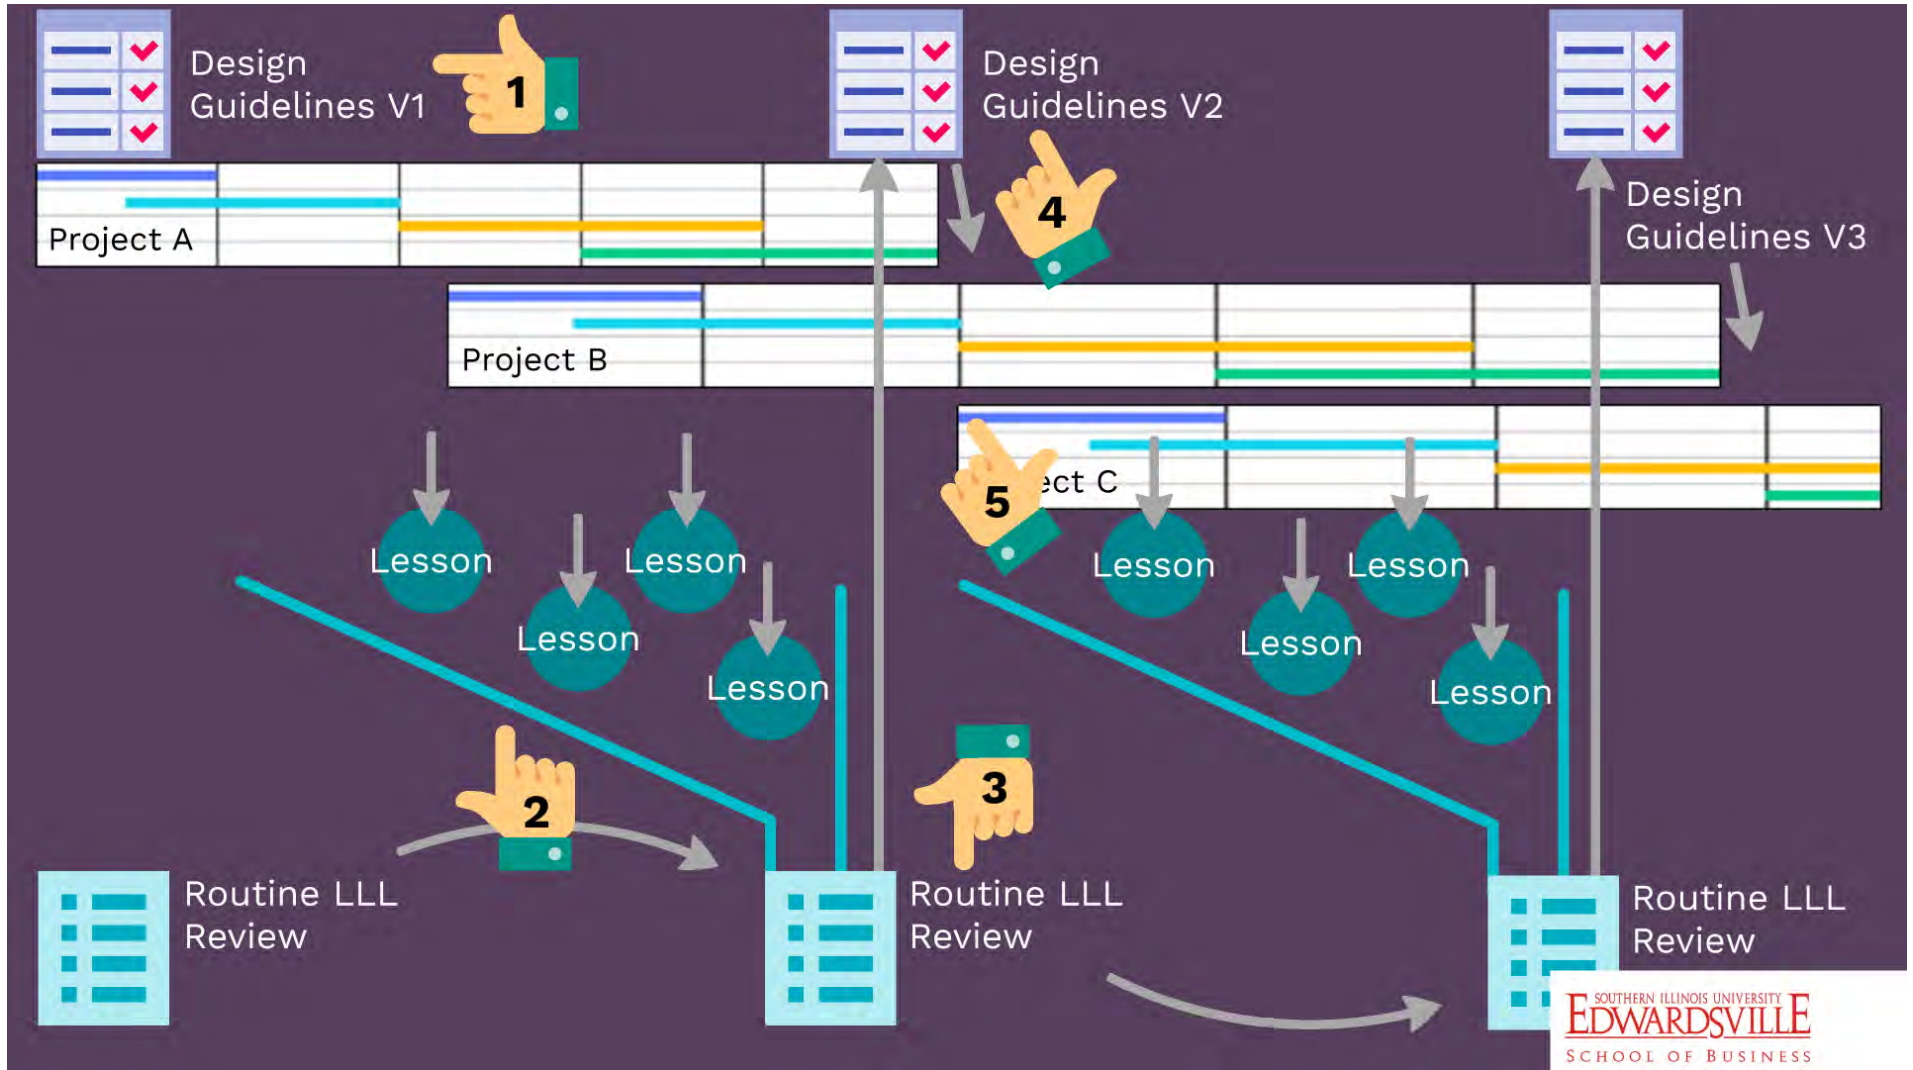 Design
Guidelines V1
1
Design
Guidelines V2
4
Design
Guidelines V3
Project A
Project B
5
ect C
Lesson
Lesson
Lesson
Lesson
Lesson
Lesson
Lesson
Lesson
2
3
Routine LLL
Review
Routine LLL
Review
Routine LLL
Review
SOUTHERN ILLINOIS UNIVERSITY
EDWARDSVILLE
SCHOOL OF BUSINESS